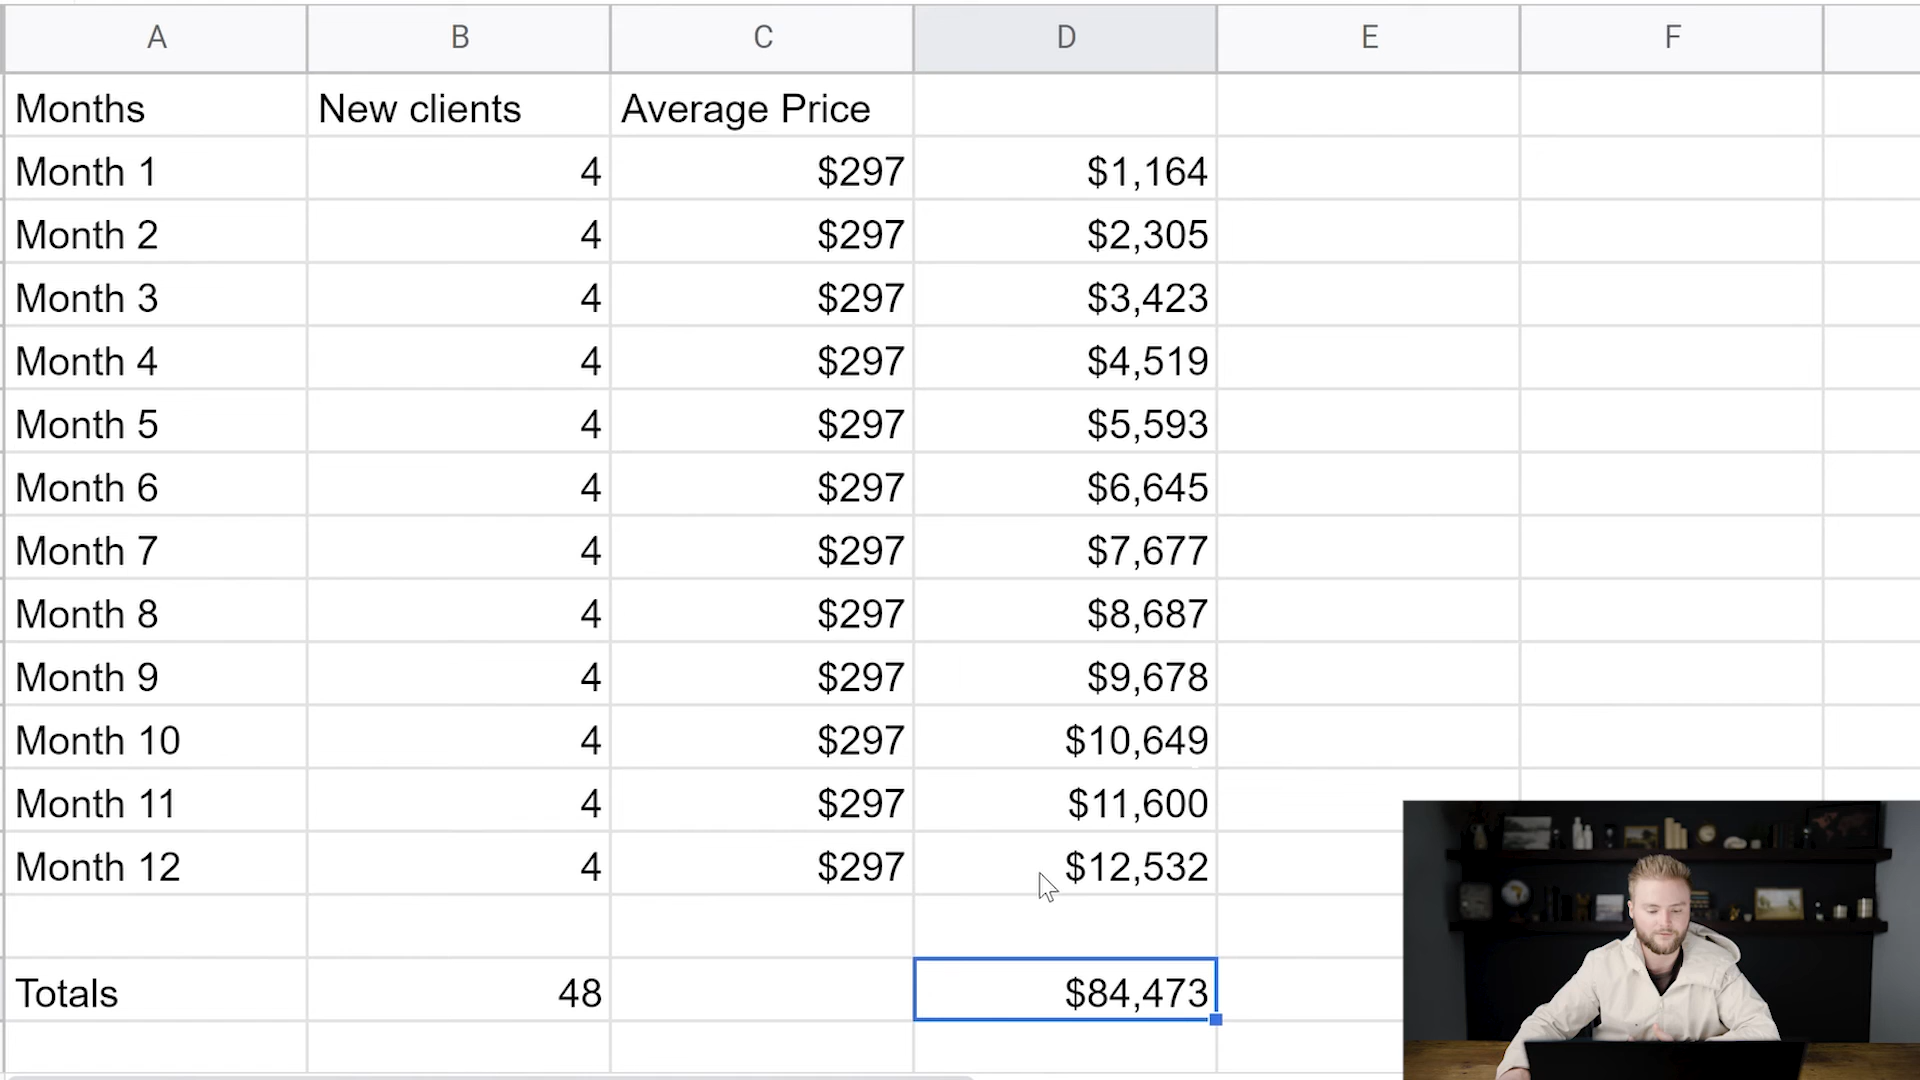 A B C D E F
Months New clients Average Price
Month 1 4 $297 $1,164
Month 2 4 $297 $2,305
Month 3 4 $297 $3,423
Month 4 4 $297 $4,519
Month 5 4 $297 $5,593
Month 6 4 $297 $6,645
Month 7 4 $297 $7,677
Month 8 4 $297 $8,687
Month 9 4 $297 $9,678
Month 10 4 $297 $10,649
Month 11 4 $297 $11,600
Month 12 4 $297 $12,532
Totals 48 $84,473